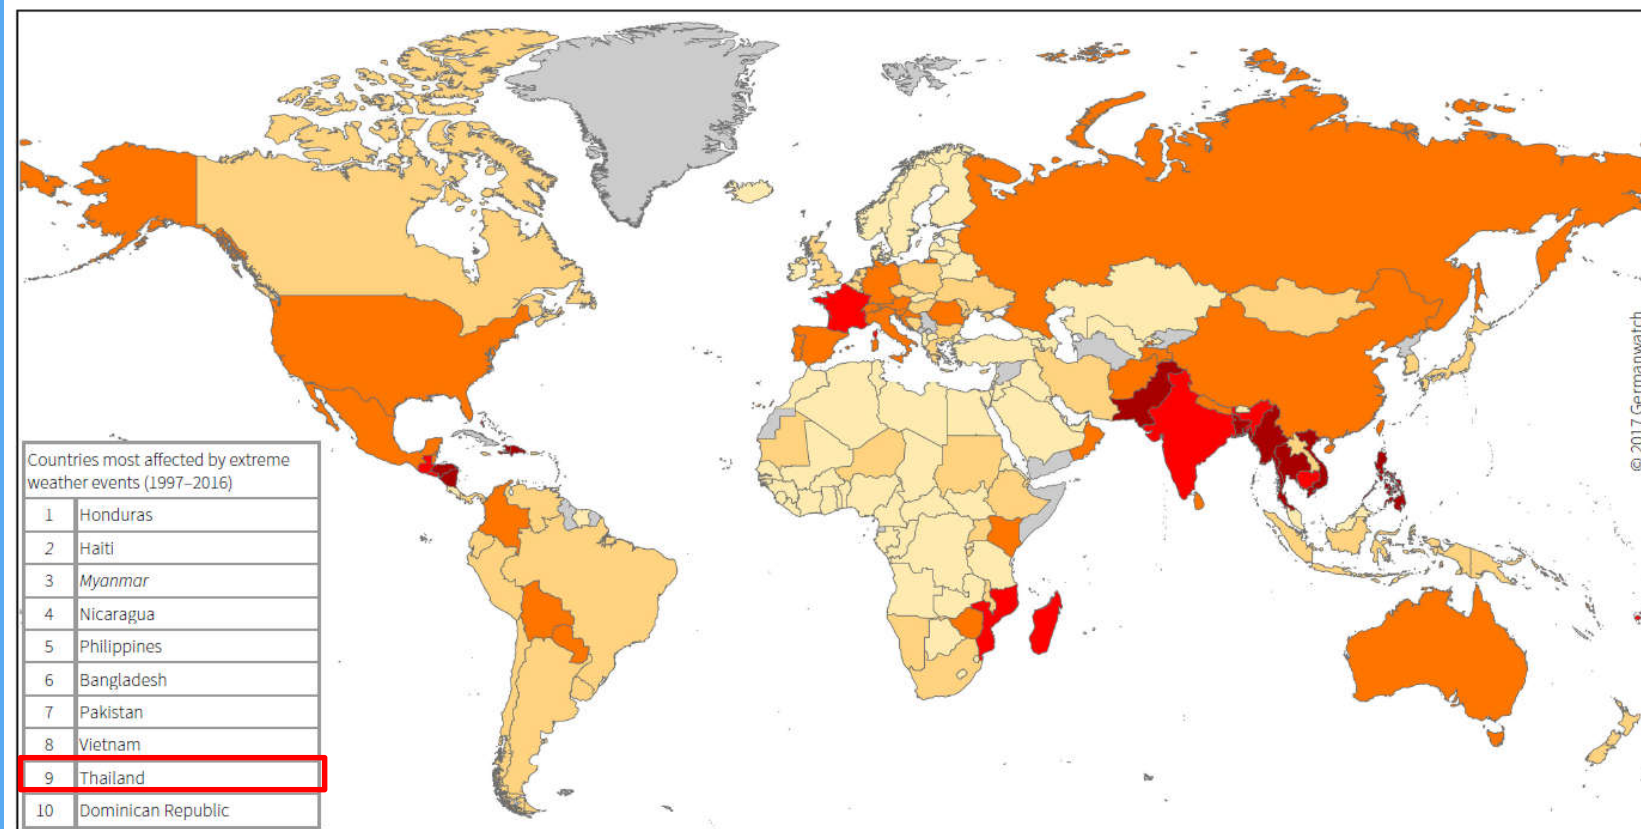 Countries most affected by extreme
weather events (1997–2016)
1 Honduras
2 Haiti
3 Myanmar
4 Nicaragua
5 Philippines
6 Bangladesh
7 Pakistan
8 Vietnam
9 Thailand
10 Dominican Republic
© 2017 Germanwatch